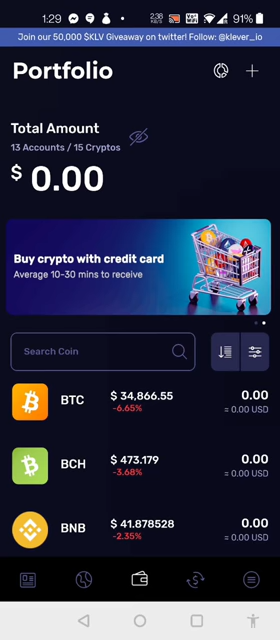 1:29
2,38 KB/S
91%
Join our 50,000 $KLV Giveaway on twitter! Follow: @klever_io
Portfolio
Total Amount
13 Accounts / 15 Cryptos
$ 0.00
Buy crypto with credit card
Average 10-30 mins to receive
Search Coin
BTC $ 34,866.55 0.00
-6.65% = 0.00 USD
BCH $ 473.179 0.00
-3.68% = 0.00 USD
BNB $ 41.878528 0.00
-2.35% = 0.00 USD